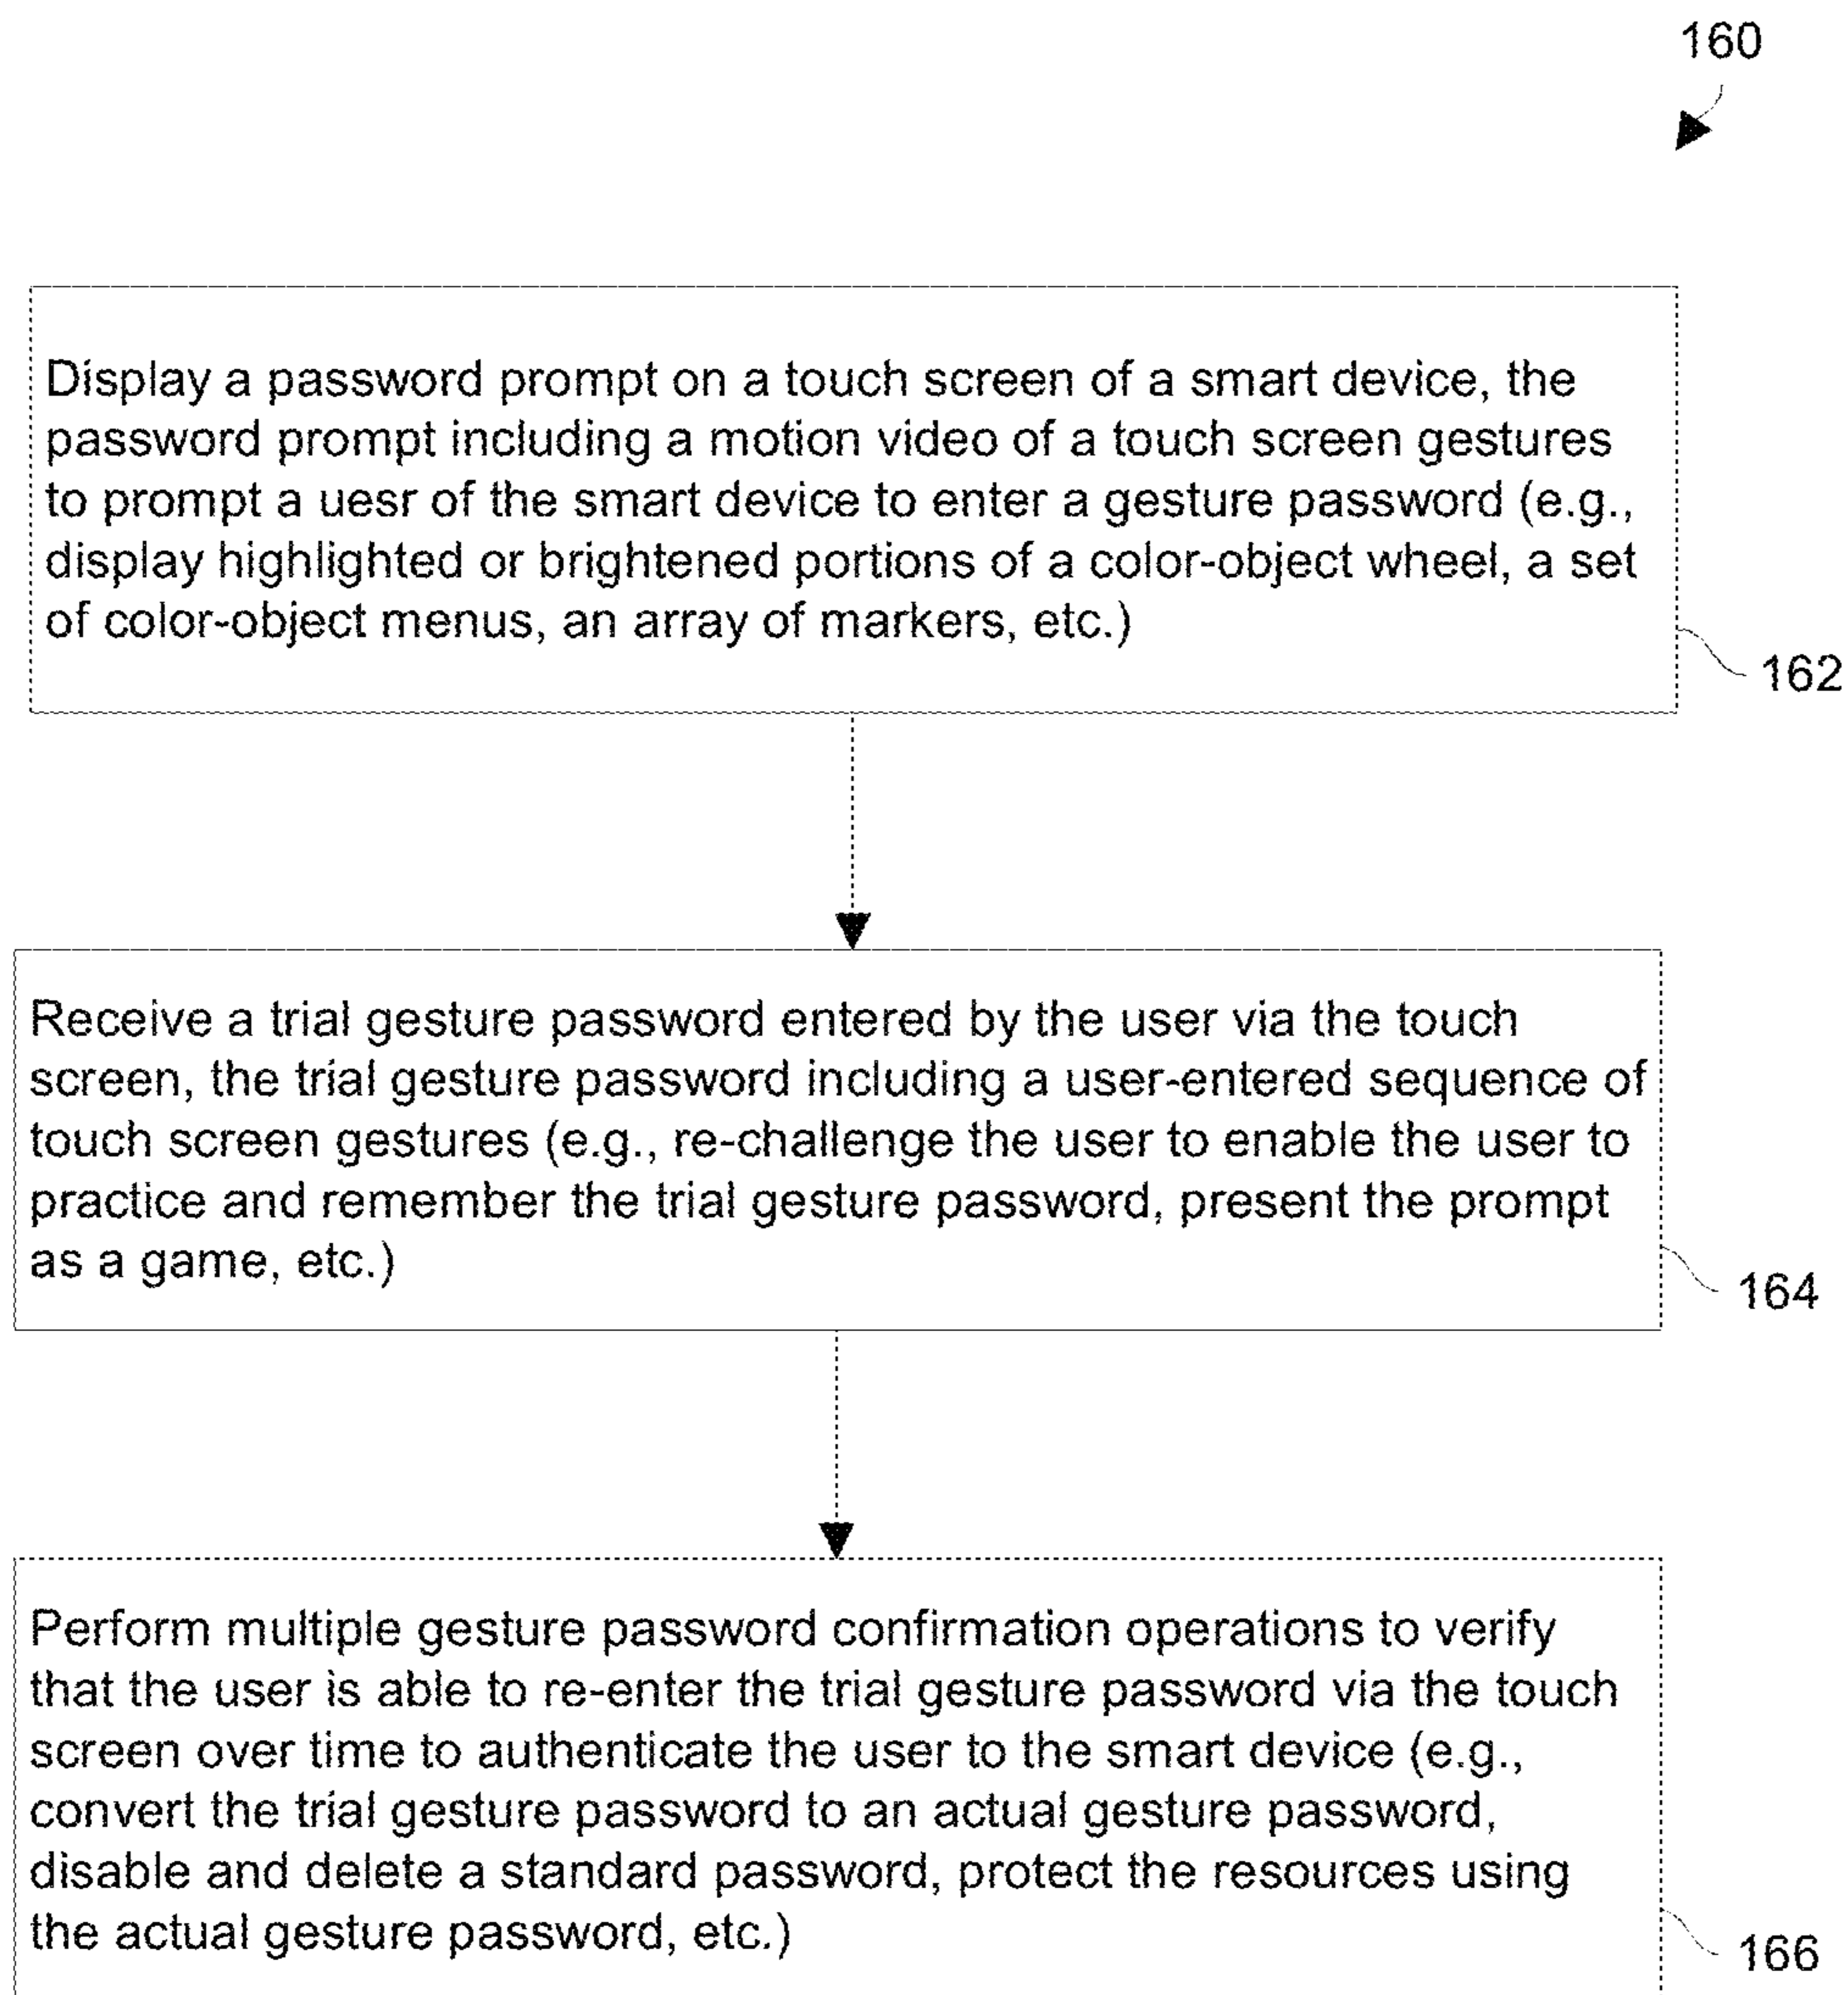 160
Display a password prompt on a touch screen of a smart device, the
password prompt including a motion video of a touch screen gestures
to prompt a uesr of the smart device to enter a gesture password (e.g.,
display highlighted or brightened portions of a color-object wheel, a set
of color-object menus, an array of markers, etc.)
162
Receive a trial gesture password entered by the user via the touch
screen, the trial gesture password including a user-entered sequence of
touch screen gestures (e.g., re-challenge the user to enable the user to
practice and remember the trial gesture password, present the prompt
as a game, etc.)
164
Perform multiple gesture password confirmation operations to verify
that the user is able to re-enter the trial gesture password via the touch
screen over time to authenticate the user to the smart device (e.g.,
convert the trial gesture password to an actual gesture password,
disable and delete a standard password, protect the resources using
the actual gesture password, etc.)
166